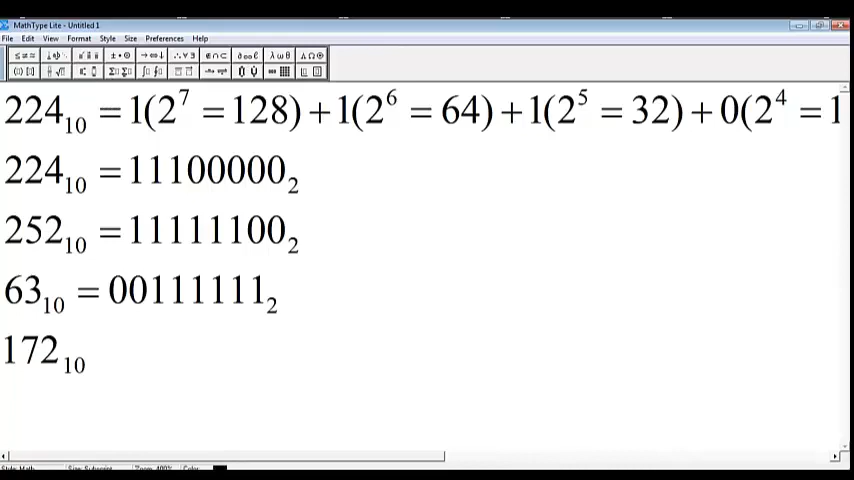 MathType Lite - Untitled 1
File Edit View Format Style Size Preferences Help
224₁₀ = 1(2⁷ = 128) + 1(2⁶ = 64) + 1(2⁵ = 32) + 0(2⁴ = 1
224₁₀ = 11100000₂
252₁₀ = 11111100₂
63₁₀ = 00111111₂
172₁₀